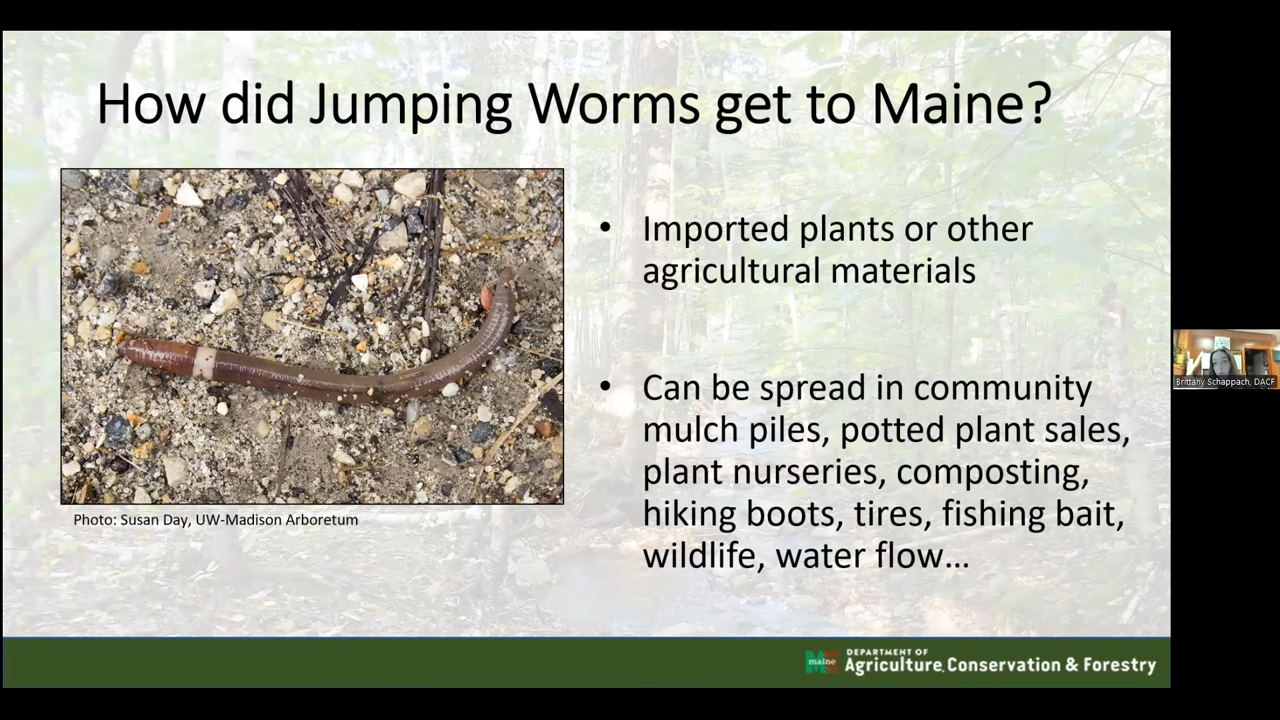 How did Jumping Worms get to Maine?
• Imported plants or other
agricultural materials
• Can be spread in community
mulch piles, potted plant sales,
plant nurseries, composting,
hiking boots, tires, fishing bait,
wildlife, water flow…
Photo: Susan Day, UW-Madison Arboretum
Brittany Schappach, DACF
maine
DEPARTMENT OF
Agriculture, Conservation & Forestry